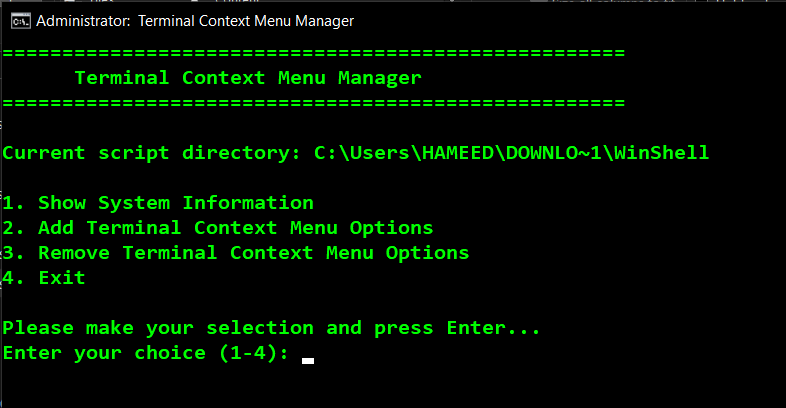 Administrator:  Terminal Context Menu Manager
====================================================
      Terminal Context Menu Manager
====================================================
Current script directory: C:\Users\HAMEED\DOWNLO~1\WinShell
1. Show System Information
2. Add Terminal Context Menu Options
3. Remove Terminal Context Menu Options
4. Exit
Please make your selection and press Enter...
Enter your choice (1-4):